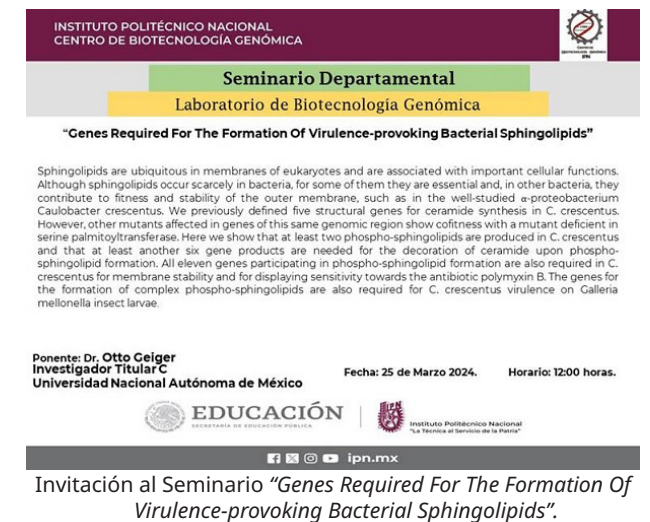 INSTITUTO POLITÉCNICO NACIONAL
CENTRO DE BIOTECNOLOGÍA GENÓMICA
Seminario Departamental
Laboratorio de Biotecnología Genómica
“Genes Required For The Formation Of Virulence-provoking Bacterial Sphingolipids”
Sphingolipids are ubiquitous in membranes of eukaryotes and are associated with important cellular functions.
Although sphingolipids occur scarcely in bacteria, for some of them they are essential and, in other bacteria, they
contribute to fitness and stability of the outer membrane, such as in the well-studied α-proteobacterium
Caulobacter crescentus. We previously defined five structural genes for ceramide synthesis in C. crescentus.
However, other mutants affected in genes of this same genomic region show cofitness with a mutant deficient in
serine palmitoyltransferase. Here we show that at least two phospho-sphingolipids are produced in C. crescentus
and that at least another six gene products are needed for the decoration of ceramide upon phospho-
sphingolipid formation. All eleven genes participating in phospho-sphingolipid formation are also required in C.
crescentus for membrane stability and for displaying sensitivity towards the antibiotic polymyxin B. The genes for
the formation of complex phospho-sphingolipids are also required for C. crescentus virulence on Galleria
mellonella insect larvae.
Ponente: Dr. Otto Geiger
Investigador Titular C
Universidad Nacional Autónoma de México
Fecha: 25 de Marzo 2024. Horario: 12:00 horas.
EDUCACIÓN
SECRETARÍA DE EDUCACIÓN PÚBLICA
Instituto Politécnico Nacional
"La Técnica al Servicio de la Patria"
ipn.mx
Invitación al Seminario “Genes Required For The Formation Of
Virulence-provoking Bacterial Sphingolipids”.